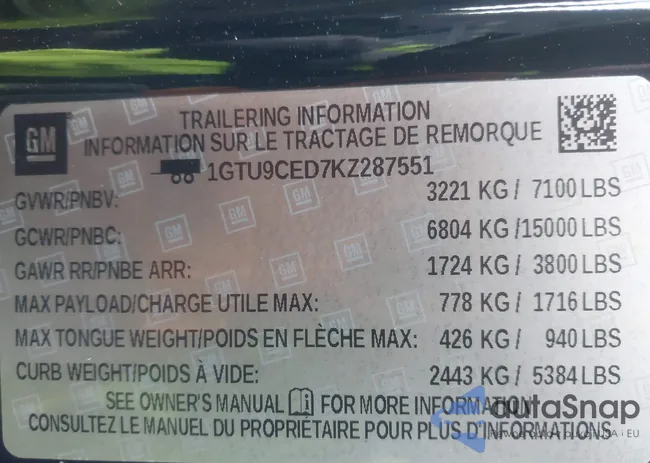 GM
TRAILERING INFORMATION
INFORMATION SUR LE TRACTAGE DE REMORQUE
1GTU9CED7KZ287551
GVWR/PNBV: 3221 KG / 7100 LBS
GCWR/PNBC: 6804 KG /15000 LBS
GAWR RR/PNBE ARR: 1724 KG / 3800 LBS
MAX PAYLOAD/CHARGE UTILE MAX: 778 KG / 1716 LBS
MAX TONGUE WEIGHT/POIDS EN FLÈCHE MAX: 426 KG / 940 LBS
CURB WEIGHT/POIDS À VIDE: 2443 KG / 5384 LBS
SEE OWNER'S MANUAL FOR MORE INFORMATION
CONSULTEZ LE MANUEL DU PROPRIÉTAIRE POUR PLUS D'INFORMATIONS
autaSnap